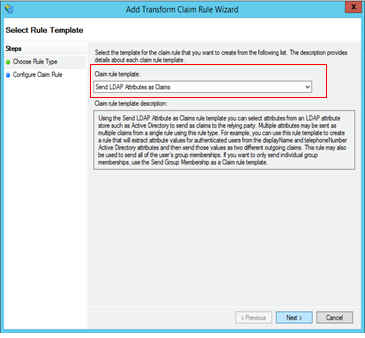 Add Transform Claim Rule Wizard
X
Select Rule Template
Steps
Choose Rule Type
Configure Claim Rule
Select the template for the claim rule that you want to create from the following list. The description provides
details about each claim rule template.
Claim rule template:
Send LDAP Attributes as Claims
Claim rule template description:
Using the Send LDAP Attribute as Claims rule template you can select attributes from an LDAP attribute
store such as Active Directory to send as claims to the relying party. Multiple attributes may be sent as
multiple claims from a single rule using this rule type. For example, you can use this rule template to create
a rule that will extract attribute values for authenticated users from the displayName and telephoneNumber
Active Directory attributes and then send those values as two different outgoing claims. This rule may also
be used to send all of the user's group memberships. If you want to only send individual group
memberships, use the Send Group Membership as a Claim rule template.
< Previous
Next >
Cancel